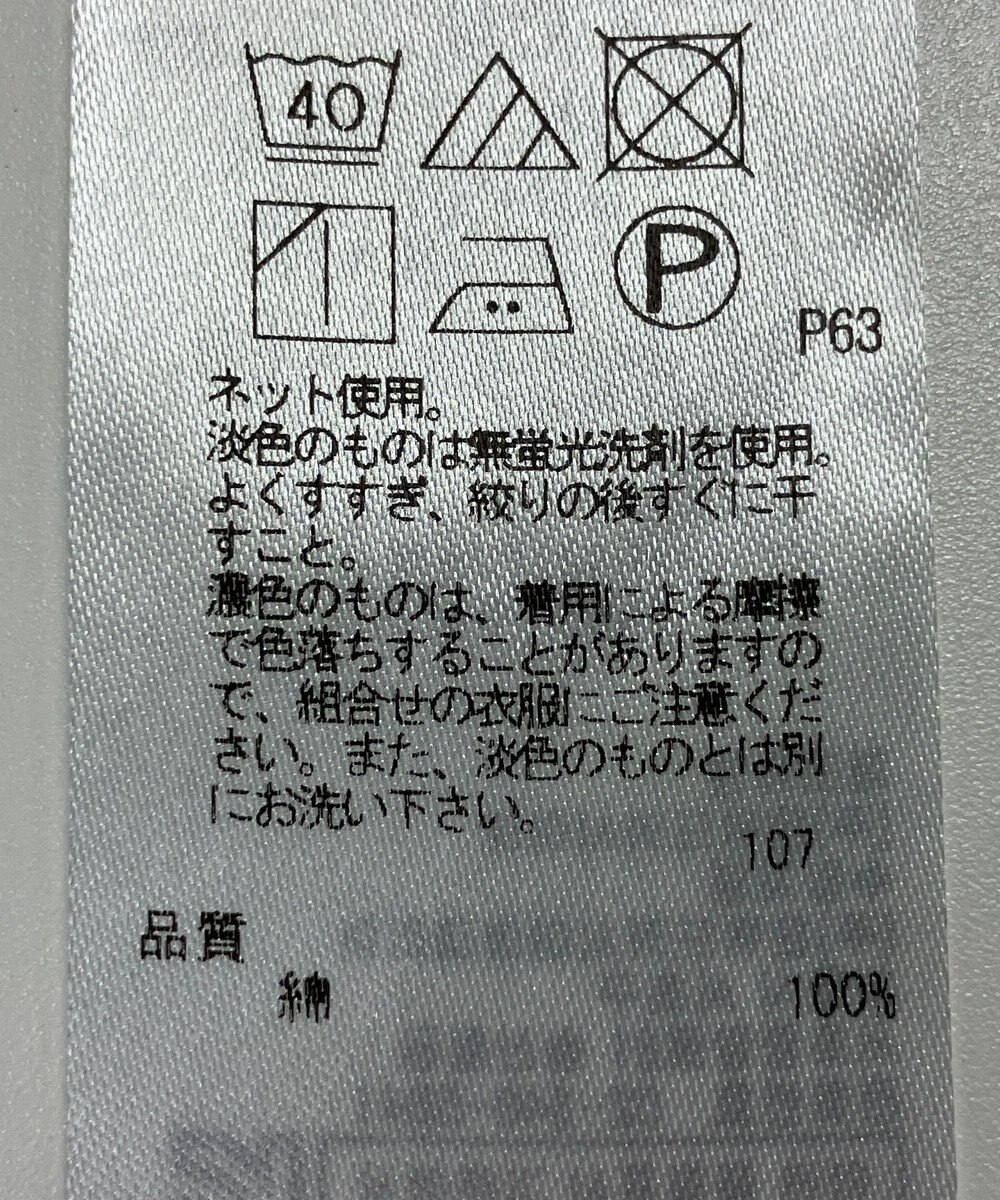 40
P
P63
ネット使用。
淡色のものは無蛍光洗剤を使用。
よくすすぎ、絞りの後すぐに干
すこと。
濃色のものは、着用による摩擦
で色落ちすることがありますの
で、組合せの衣服にご注意くだ
さい。また、淡色のものとは別
にお洗い下さい。
107
品質
綿 100%